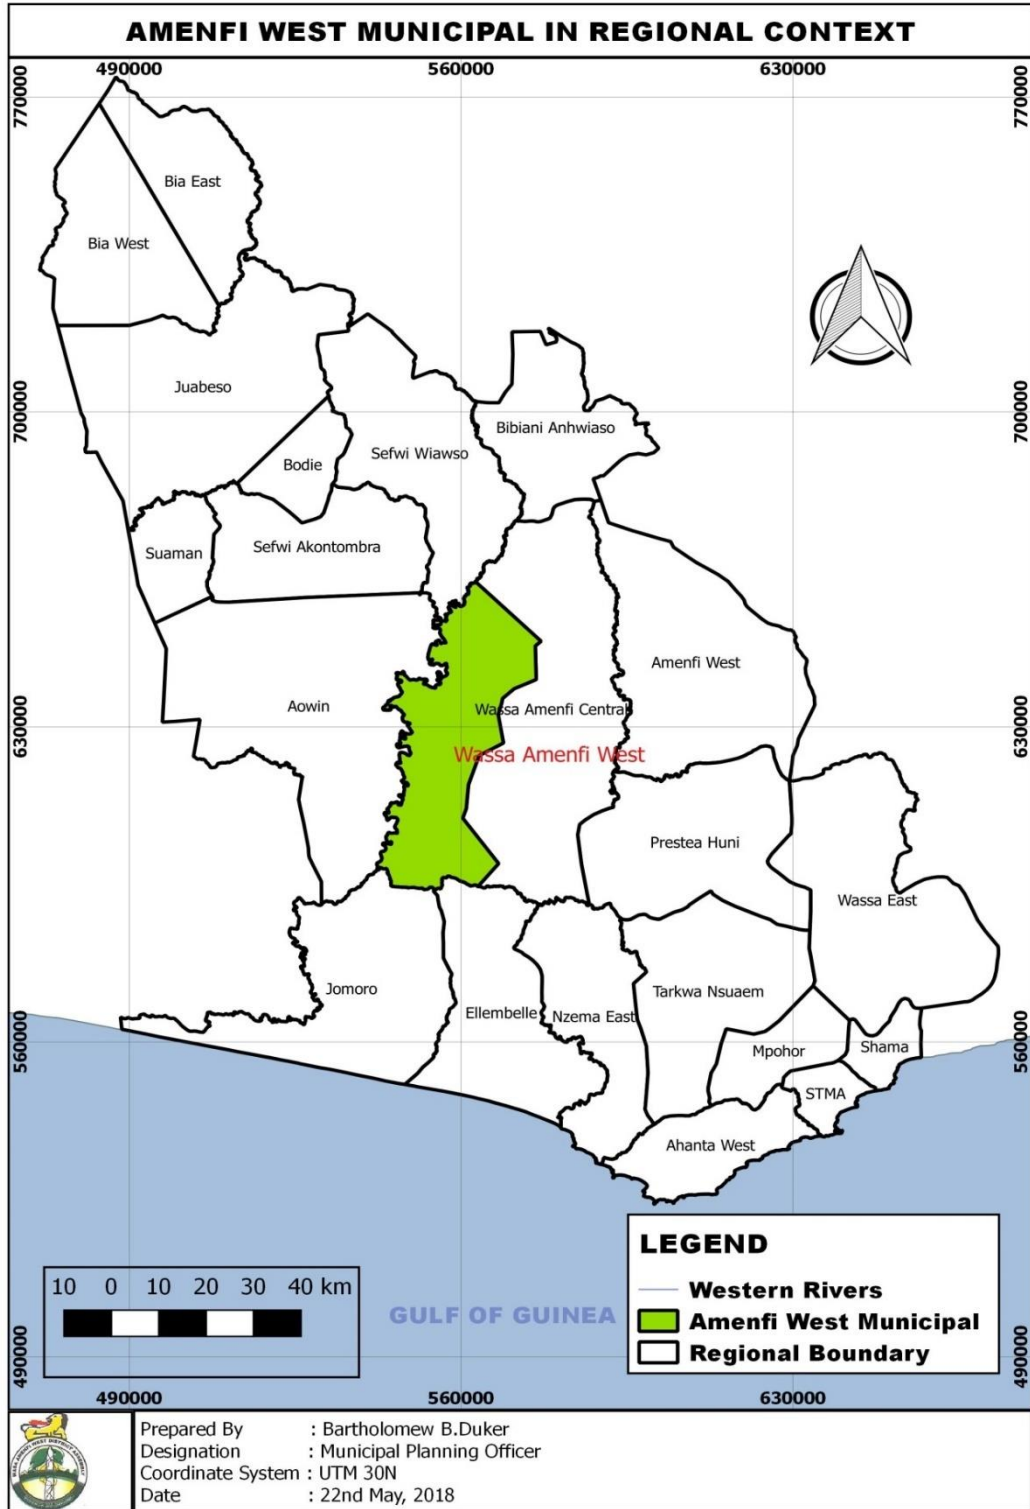 AMENFI WEST MUNICIPAL IN REGIONAL CONTEXT
490000 560000 630000
770000 770000
Bia East
Bia West
Juabeso
700000 700000
Bibiani Anhwiaso
Sefwi Wiawso
Bodie
Sefwi Akontombra
Suaman
Amenfi West
Aowin
Wassa Amenfi Central
630000 630000
Wassa Amenfi West
Prestea Huni
Wassa East
Jomoro
Tarkwa Nsuaem
Ellembelle
Nzema East
560000 560000
Mpohor
Shama
STMA
Ahanta West
LEGEND
Western Rivers
Amenfi West Municipal
Regional Boundary
10 0 10 20 30 40 km
GULF OF GUINEA
490000 490000
490000 560000 630000
Prepared By : Bartholomew B.Duker
Designation : Municipal Planning Officer
Coordinate System : UTM 30N
Date : 22nd May, 2018